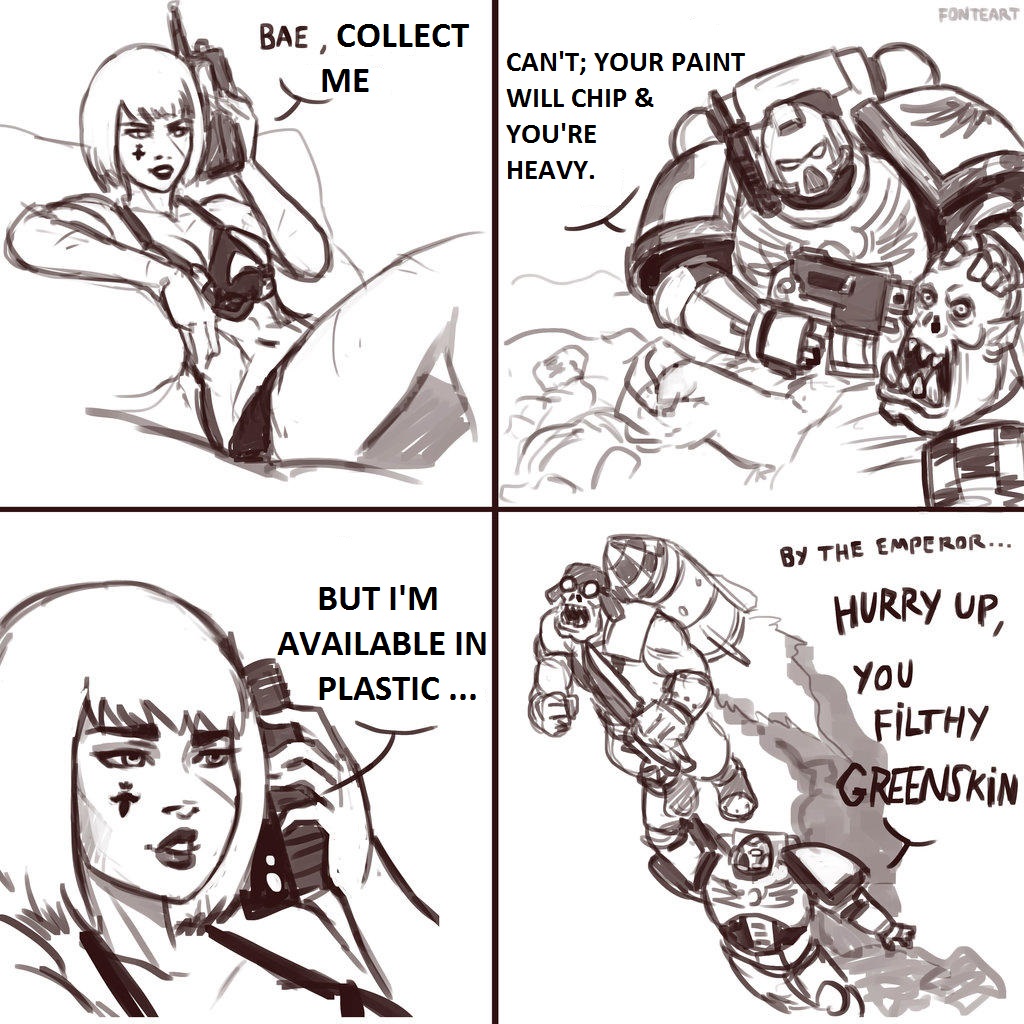 FONTEART
BAE, COLLECT
ME
CAN'T; YOUR PAINT
WILL CHIP &
YOU'RE
HEAVY.
BUT I'M
AVAILABLE IN
PLASTIC ...
BY THE EMPEROR...
HURRY UP,
YOU
FILTHY
GREENSKIN